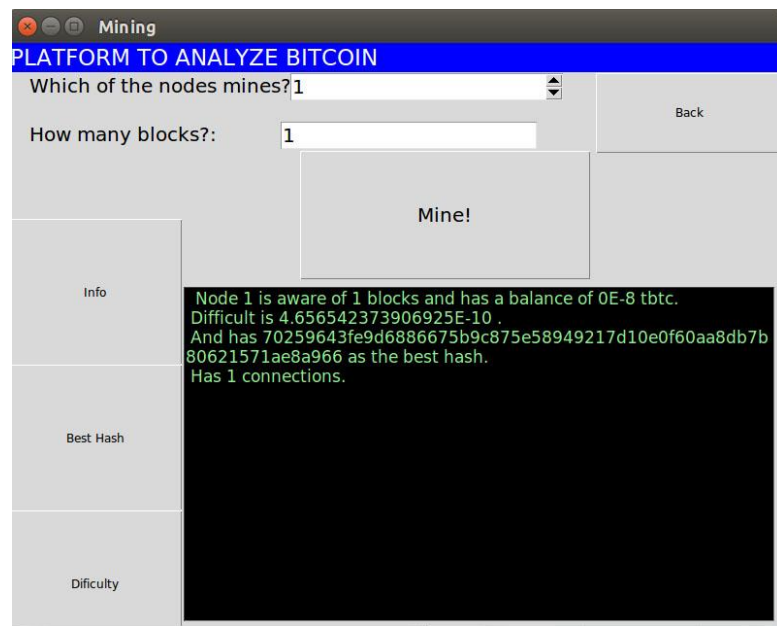 Mining
PLATFORM TO ANALYZE BITCOIN
Which of the nodes mines? 1
Back
How many blocks?: 1
Mine!
Info
Node 1 is aware of 1 blocks and has a balance of 0E-8 tbtc.
Difficult is 4.656542373906925E-10 .
And has 70259643fe9d6886675b9c875e58949217d10e0f60aa8db7b
80621571ae8a966 as the best hash.
Has 1 connections.
Best Hash
Dificulty